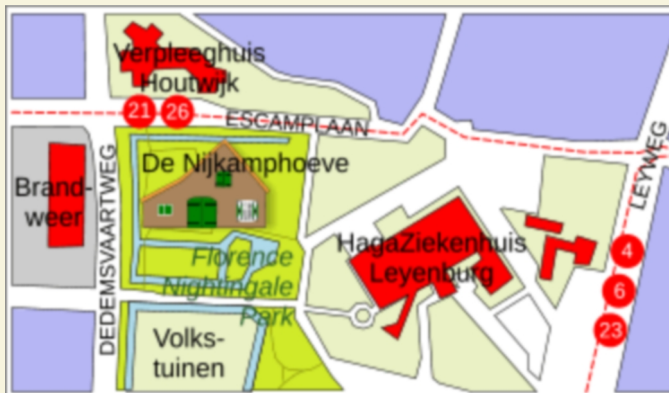 Verpleeghuis
Houtwijk
21
26
ESCAMPLAAN
De Nijkamphoeve
Brand-
weer
DEDEMSVAARTWEG
LEYWEG
HagaZiekenhuis
Leyenburg
Florence
Nightingale
Park
4
6
23
Volks-
tuinen